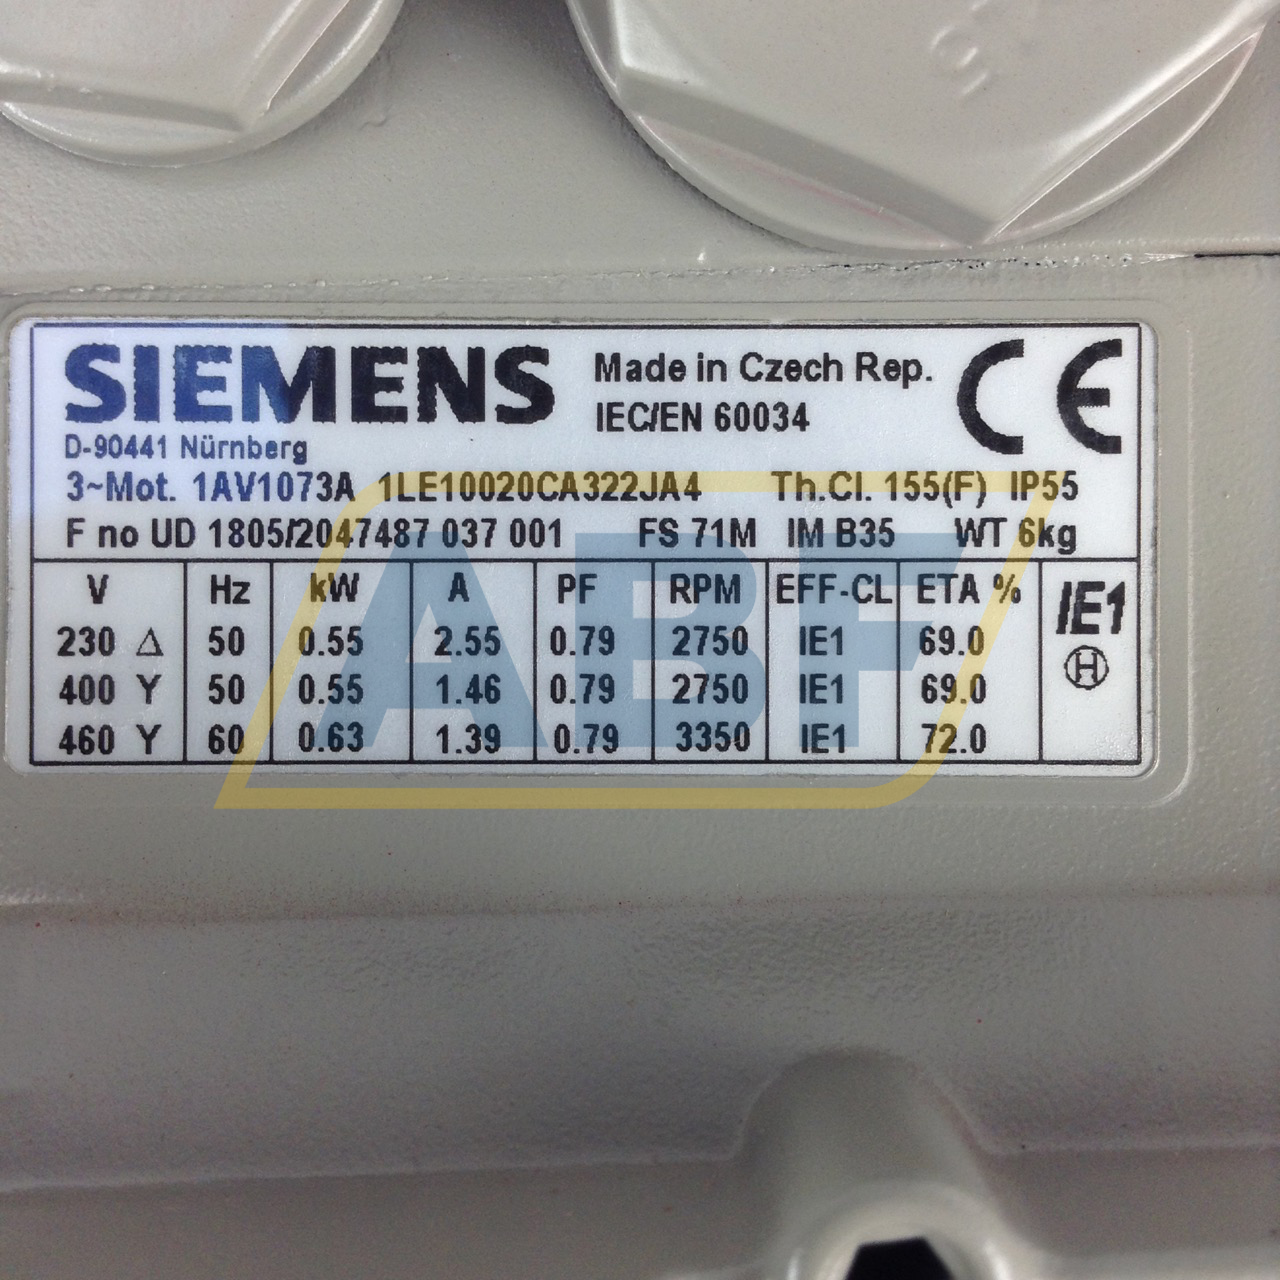 SIEMENS Made in Czech Rep. CE
IEC/EN 60034
D-90441 Nürnberg
3~Mot. 1AV1073A 1LE10020CA322JA4 Th.Cl. 155(F) IP55
F no UD 1805/2047487 037 001 FS 71M IM B35 WT 6kg
V Hz kW A PF RPM EFF-CL ETA % IE1
230 Δ 50 0.55 2.55 0.79 2750 IE1 69.0
H
400 Y 50 0.55 1.46 0.79 2750 IE1 69.0
460 Y 60 0.63 1.39 0.79 3350 IE1 72.0
ABF